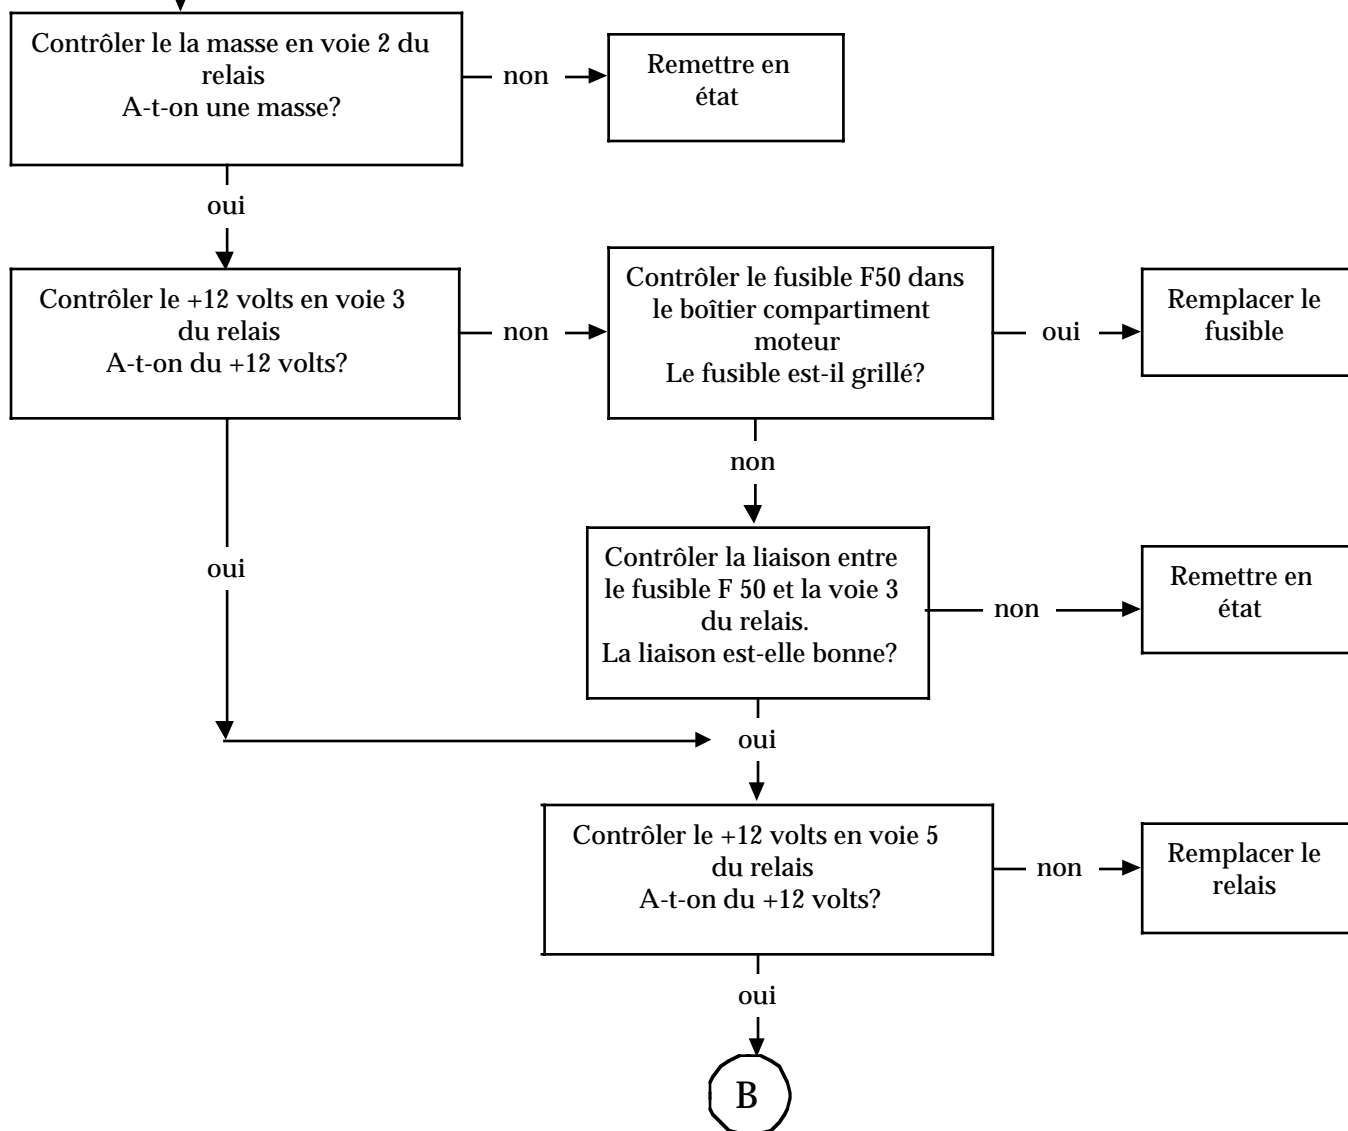 Contrôler le la masse en voie 2 du
relais
A-t-on une masse?
non
Remettre en
état
oui
Contrôler le +12 volts en voie 3
du relais
A-t-on du +12 volts?
non
Contrôler le fusible F50 dans
le boîtier compartiment
moteur
Le fusible est-il grillé?
oui
Remplacer le
fusible
non
oui
Contrôler la liaison entre
le fusible F 50 et la voie 3
du relais.
La liaison est-elle bonne?
non
Remettre en
état
oui
Contrôler le +12 volts en voie 5
du relais
A-t-on du +12 volts?
non
Remplacer le
relais
oui
B